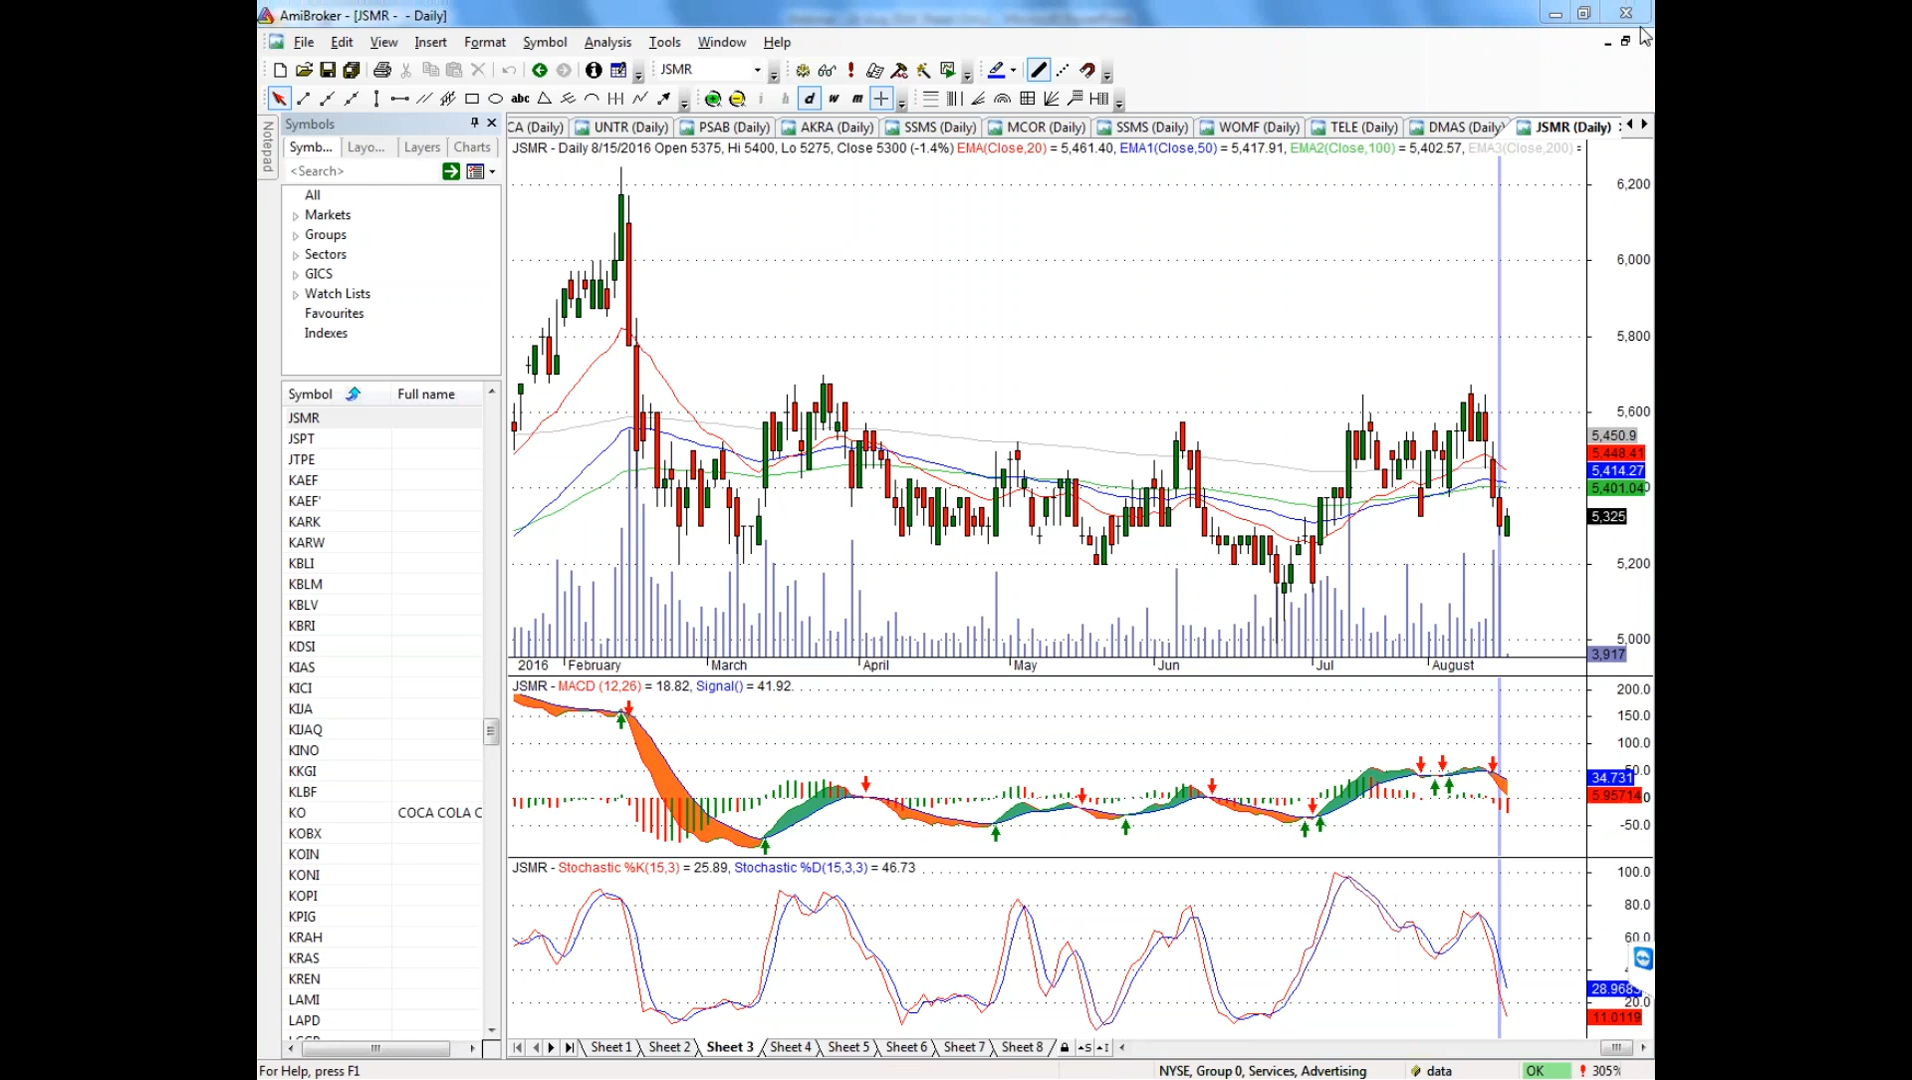 AmiBroker - [JSMR -  - Daily]
File Edit View Insert Format Symbol Analysis Tools Window Help
JSMR
abc i h d w m
Notepad
Symbols
Symb... Layo... Layers Charts
<Search>
All
Markets
Groups
Sectors
GICS
Watch Lists
Favourites
Indexes
Symbol Full name
JSMR
JSPT
JTPE
KAEF
KAEF'
KARK
KARW
KBLI
KBLM
KBLV
KBRI
KDSI
KIAS
KICI
KIJA
KIJAQ
KINO
KKGI
KLBF
KO COCA COLA C
KOBX
KOIN
KONI
KOPI
KPIG
KRAH
KRAS
KREN
LAMI
LAPD
CA (Daily) UNTR (Daily) PSAB (Daily) AKRA (Daily) SSMS (Daily) MCOR (Daily) SSMS (Daily) WOMF (Daily) TELE (Daily) DMAS (Daily) JSMR (Daily)
JSMR - Daily 8/15/2016 Open 5375, Hi 5400, Lo 5275, Close 5300 (-1.4%) EMA(Close,20) = 5,461.40, EMA1(Close,50) = 5,417.91, EMA2(Close,100) = 5,402.57, EMA3(Close,200) =
6,200
6,000
5,800
5,600
5,450.9
5,448.41
5,414.27
5,401.04
5,325
5,200
5,000
3,917
2016 February March April May Jun Jul August
JSMR - MACD (12,26) = 18.82, Signal() = 41.92
200.0
150.0
100.0
50.0
34.731
5.95714
-50.0
JSMR - Stochastic %K(15,3) = 25.89, Stochastic %D(15,3,3) = 46.73
100.0
80.0
60.0
28.968
20.0
11.0119
Sheet 1 Sheet 2 Sheet 3 Sheet 4 Sheet 5 Sheet 6 Sheet 7 Sheet 8
For Help, press F1
NYSE, Group 0, Services, Advertising data OK 305%